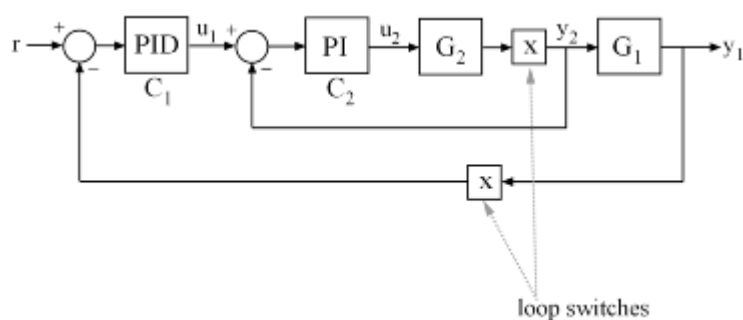 r
+
−
PID
C1
u1
+
−
PI
C2
u2
G2
x
y2
G1
y1
x
loop switches